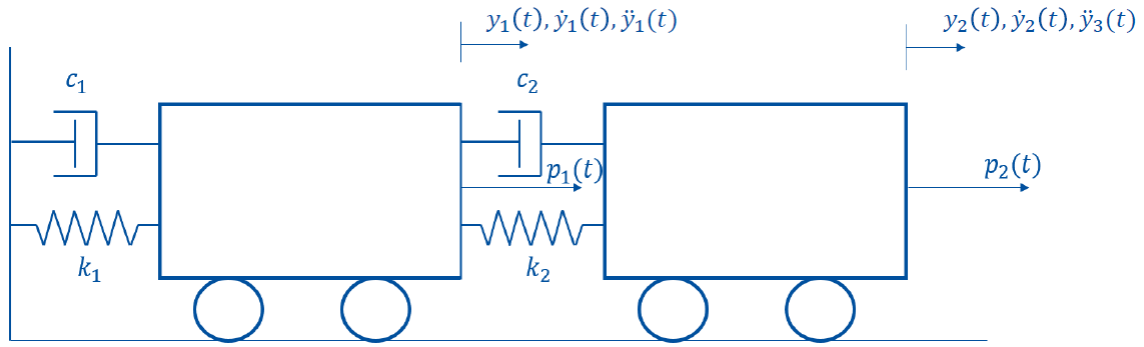 y₁(t), ẏ₁(t), ÿ₁(t)
y₂(t), ẏ₂(t), ÿ₃(t)
c₁
c₂
p₁(t)
p₂(t)
k₁
k₂